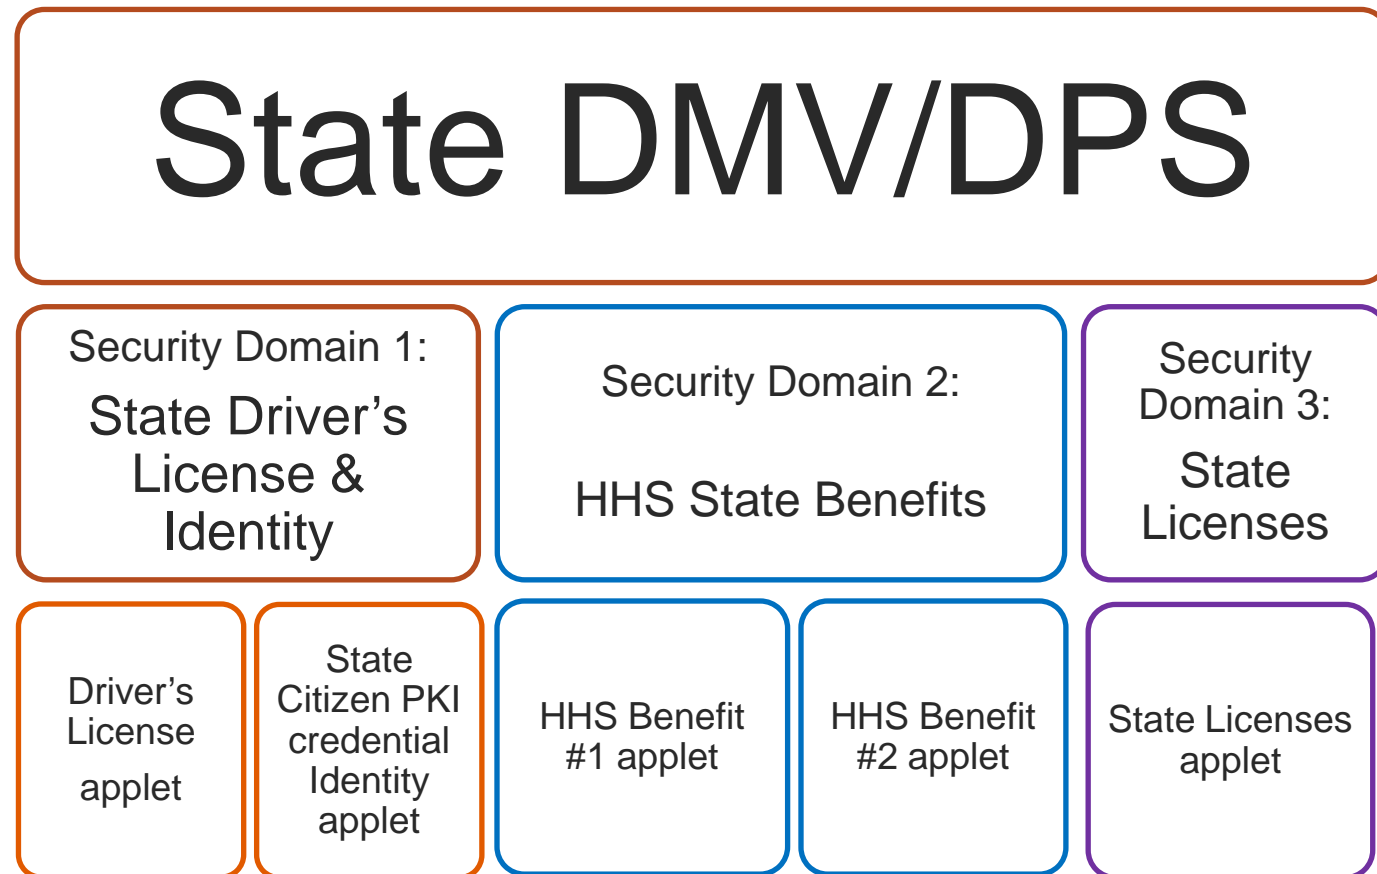 State DMV/DPS
Security Domain 1:
State Driver’s
License &
Identity
Security Domain 2:
HHS State Benefits
Security
Domain 3:
State
Licenses
Driver’s
License
applet
State
Citizen PKI
credential
Identity
applet
HHS Benefit
#1 applet
HHS Benefit
#2 applet
State Licenses
applet